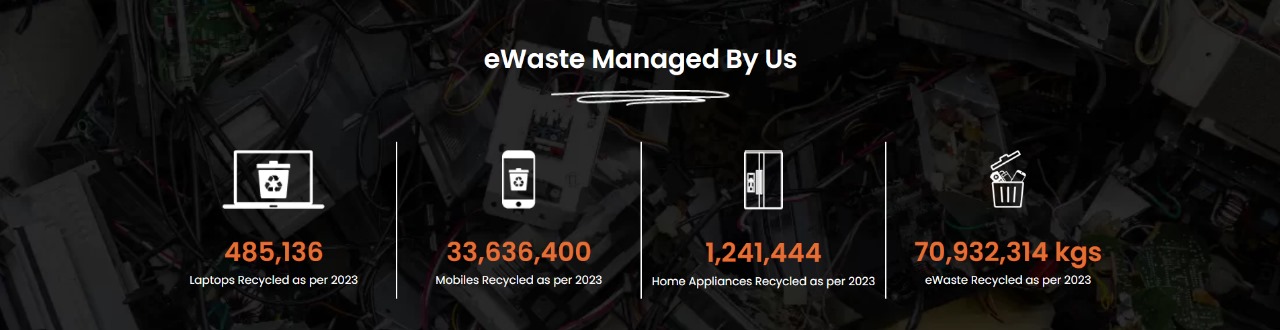 eWaste Managed By Us
485,136
Laptops Recycled as per 2023
33,636,400
Mobiles Recycled as per 2023
1,241,444
Home Appliances Recycled as per 2023
70,932,314 kgs
eWaste Recycled as per 2023